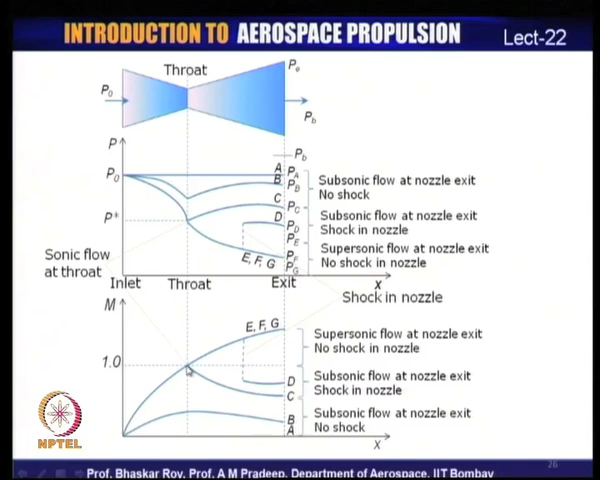 INTRODUCTION TO AEROSPACE PROPULSION
Lect-22
Throat
P0
Pe
Pb
P
Pb
P0
A PA
B PB
C PC
D PD
PE
E, F, G PF
PG
P*
Subsonic flow at nozzle exit
No shock
Subsonic flow at nozzle exit
Shock in nozzle
Supersonic flow at nozzle exit
No shock in nozzle
Sonic flow
at throat
Inlet Throat Exit x
Shock in nozzle
M
E, F, G
1.0
D
C
B
A
Supersonic flow at nozzle exit
No shock in nozzle
Subsonic flow at nozzle exit
Shock in nozzle
Subsonic flow at nozzle exit
No shock
x
NPTEL
26
Prof. Bhaskar Roy, Prof. A M Pradeep, Department of Aerospace, IIT Bombay